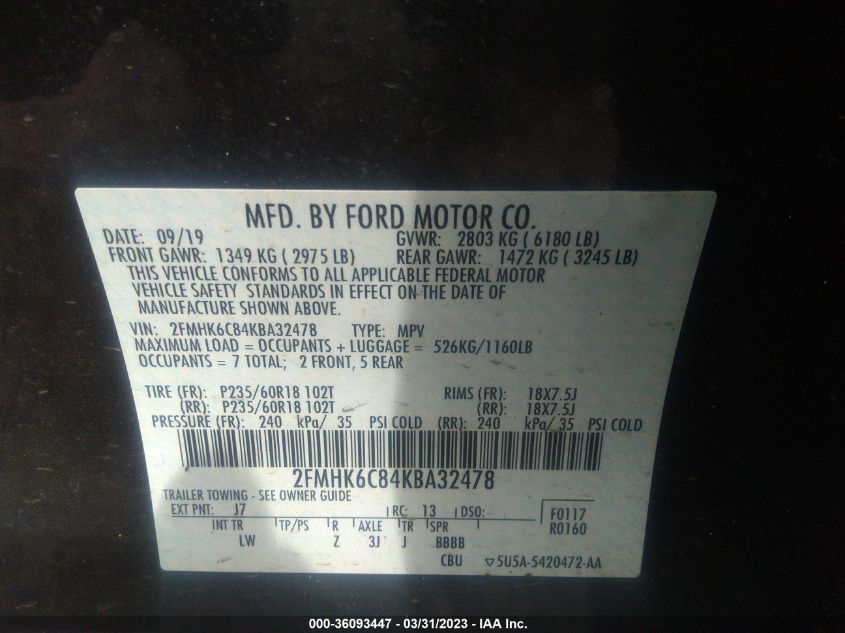 MFD. BY FORD MOTOR CO.
DATE: 09/19 GVWR: 2803 KG ( 6180 LB)
FRONT GAWR: 1349 KG ( 2975 LB) REAR GAWR: 1472 KG ( 3245 LB)
THIS VEHICLE CONFORMS TO ALL APPLICABLE FEDERAL MOTOR
VEHICLE SAFETY STANDARDS IN EFFECT ON THE DATE OF
MANUFACTURE SHOWN ABOVE.
VIN: 2FMHK6C84KBA32478 TYPE: MPV
MAXIMUM LOAD = OCCUPANTS + LUGGAGE = 526KG/1160LB
OCCUPANTS = 7 TOTAL; 2 FRONT, 5 REAR
TIRE (FR): P235/60R18 102T RIMS (FR): 18X7.5J
(RR): P235/60R18 102T (RR): 18X7.5J
PRESSURE (FR): 240 kPa/ 35 PSI COLD (RR): 240 kPa/ 35 PSI COLD
2FMHK6C84KBA32478
TRAILER TOWING - SEE OWNER GUIDE
EXT PNT: J7 RC: 13 DSO: F0117
INT TR TP/PS R AXLE TR SPR R0160
LW Z 3J J BBBB
CBU ▽5U5A-5420472-AA
000-36093447 — 03/31/2023 — IAA Inc.